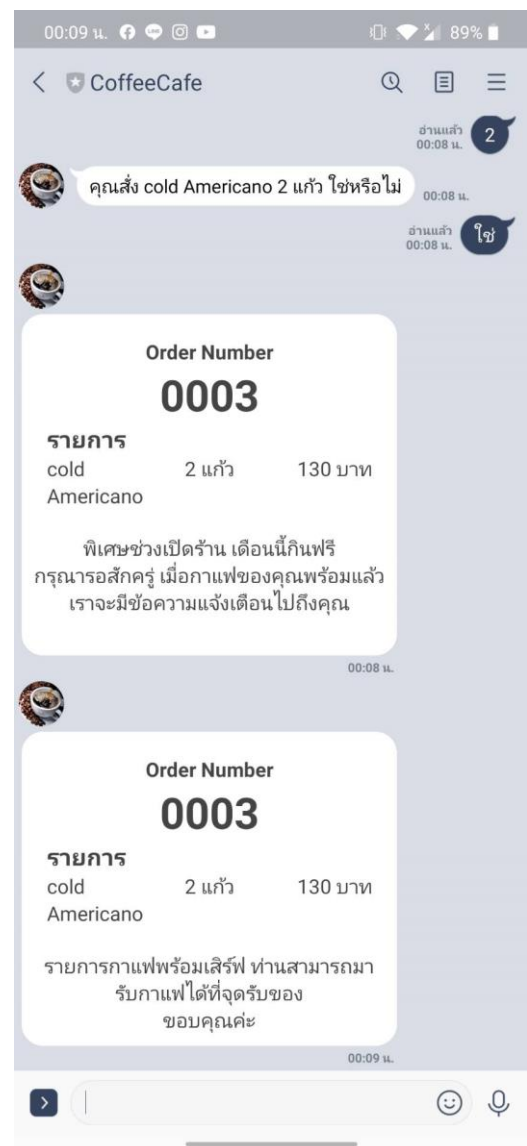 00:09 น.
89%
CoffeeCafe
อ่านแล้ว
00:08 น.
2
คุณสั่ง cold Americano 2 แก้ว ใช่หรือไม่
00:08 น.
อ่านแล้ว
00:08 น.
ใช่
Order Number
0003
รายการ
cold 2 แก้ว 130 บาท
Americano
พิเศษช่วงเปิดร้าน เดือนนี้กินฟรี
กรุณารอสักครู่ เมื่อกาแฟของคุณพร้อมแล้ว
เราจะมีข้อความแจ้งเตือนไปถึงคุณ
00:08 น.
Order Number
0003
รายการ
cold 2 แก้ว 130 บาท
Americano
รายการกาแฟพร้อมเสิร์ฟ ท่านสามารถมา
รับกาแฟได้ที่จุดรับของ
ขอบคุณค่ะ
00:09 น.